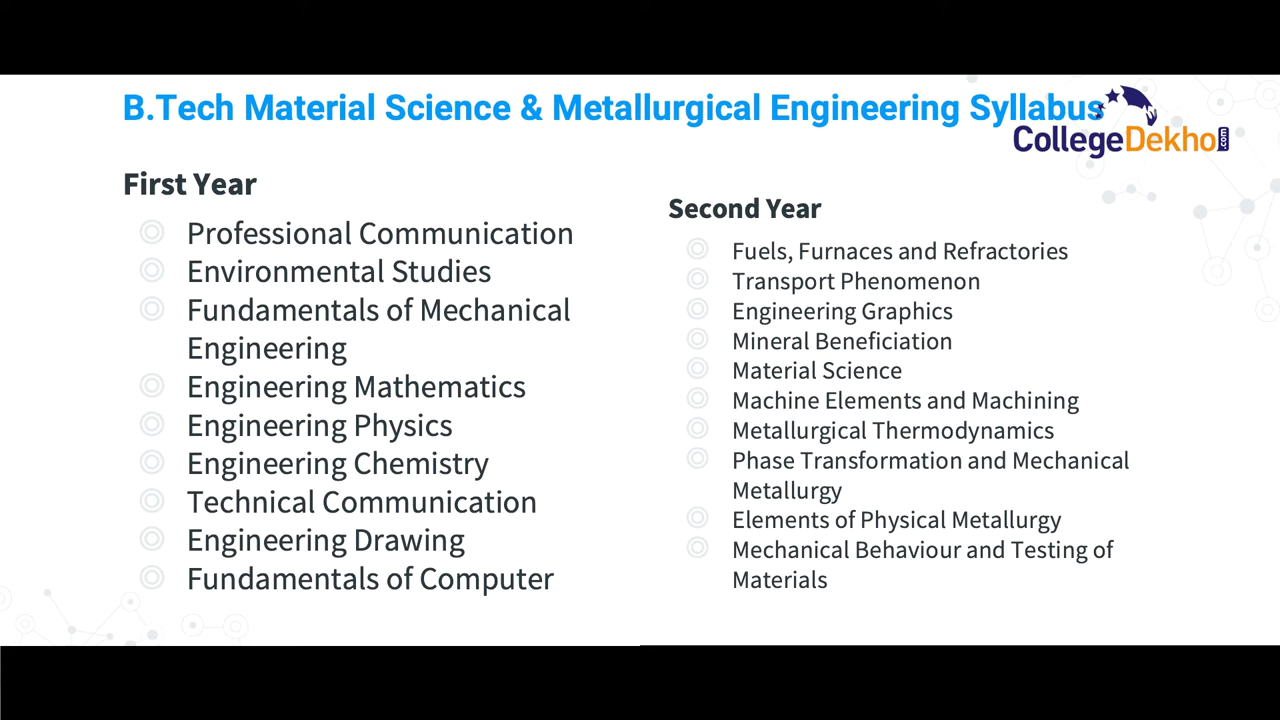 B.Tech Material Science & Metallurgical Engineering Syllabus
CollegeDekho.com
First Year
Professional Communication
Environmental Studies
Fundamentals of Mechanical
Engineering
Engineering Mathematics
Engineering Physics
Engineering Chemistry
Technical Communication
Engineering Drawing
Fundamentals of Computer
Second Year
Fuels, Furnaces and Refractories
Transport Phenomenon
Engineering Graphics
Mineral Beneficiation
Material Science
Machine Elements and Machining
Metallurgical Thermodynamics
Phase Transformation and Mechanical
Metallurgy
Elements of Physical Metallurgy
Mechanical Behaviour and Testing of
Materials